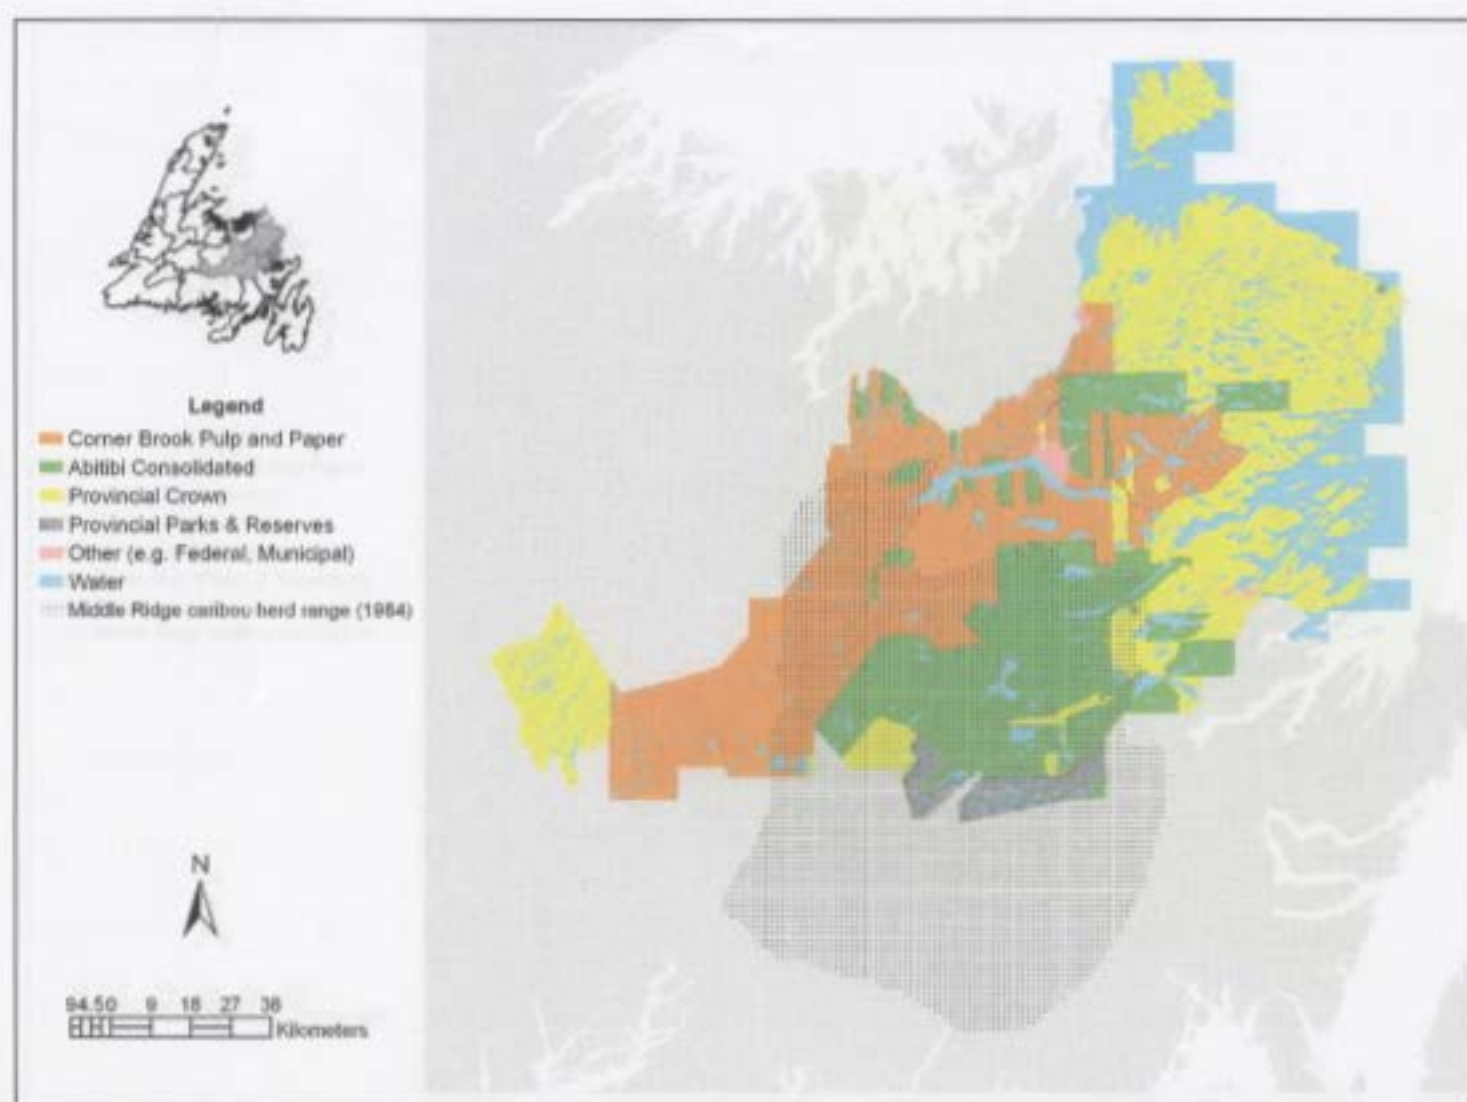 Legend
Corner Brook Pulp and Paper
Abitibi Consolidated
Provincial Crown
Provincial Parks & Reserves
Other (e.g. Federal, Municipal)
Water
Middle Ridge caribou herd range (1984)
N
94.50 9 18 27 36
Kilometers